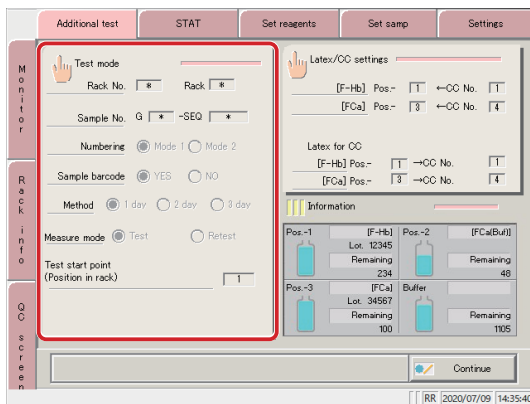 Additional test
STAT
Set reagents
Set samp
Settings
Monitor
Rack info
QC screen
Test mode
Rack No. * Rack *
Sample No. G * -SEQ *
Numbering Mode 1 Mode 2
Sample barcode YES NO
Method 1 day 2 day 3 day
Measure mode Test Retest
Test start point
(Position in rack) 1
Latex/CC settings
[F-Hb] Pos.- 1 ←CC No. 1
[FCa] Pos.- 3 ←CC No. 4
Latex for CC
[F-Hb] Pos.- 1 →CC No. 1
[FCa] Pos.- 3 →CC No. 4
Information
Pos.-1 [F-Hb]
Lot. 12345
Remaining
234
Pos.-2 [FCa(Buf)]
Remaining
48
Pos.-3 [FCa]
Lot. 34567
Remaining
100
Buffer
Remaining
1105
Continue
RR 2020/07/09 14:35:40